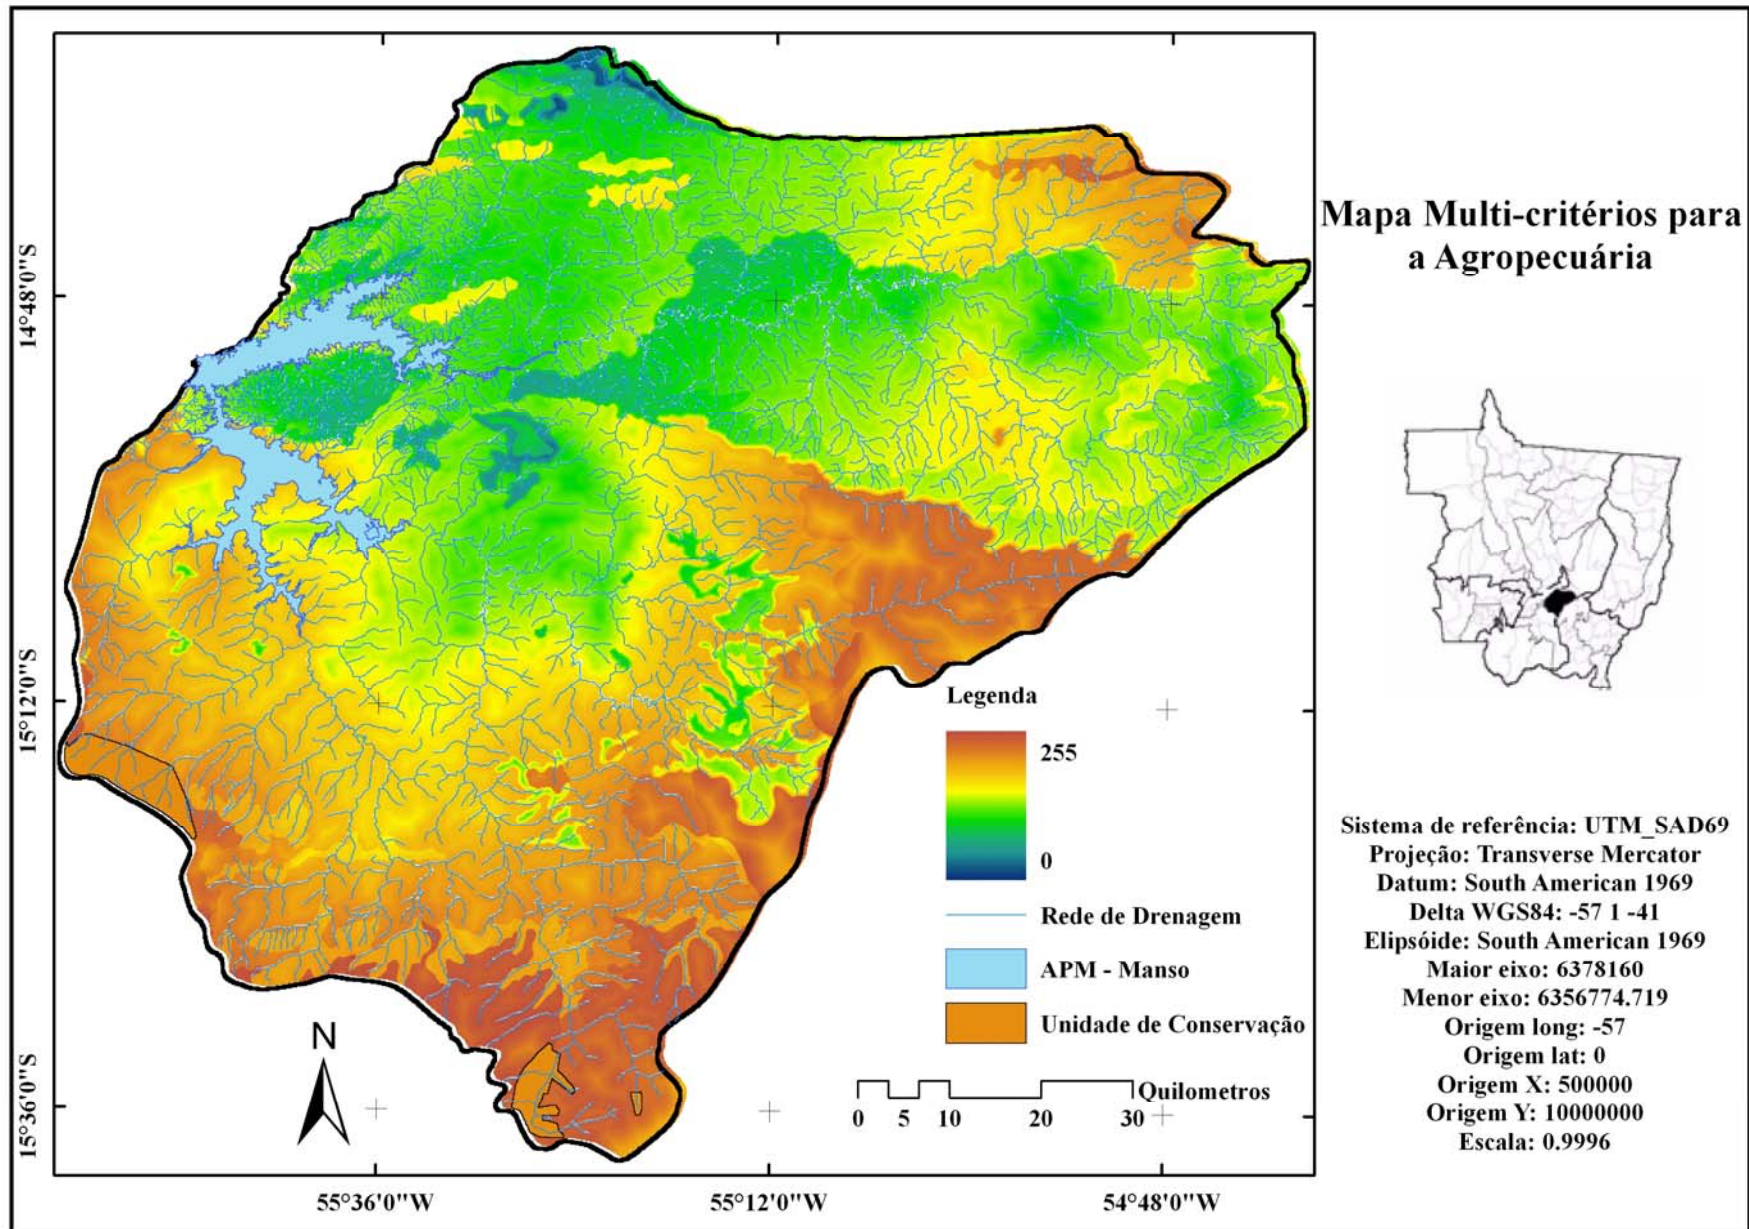 Mapa Multi-critérios para
a Agropecuária
14°48'0"S
15°12'0"S
15°36'0"S
55°36'0"W
55°12'0"W
54°48'0"W
N
Legenda
255
0
Rede de Drenagem
APM - Manso
Unidade de Conservação
Quilometros
0 5 10 20 30
Sistema de referência: UTM_SAD69
Projeção: Transverse Mercator
Datum: South American 1969
Delta WGS84: -57 1 -41
Elipsóide: South American 1969
Maior eixo: 6378160
Menor eixo: 6356774.719
Origem long: -57
Origem lat: 0
Origem X: 500000
Origem Y: 10000000
Escala: 0.9996